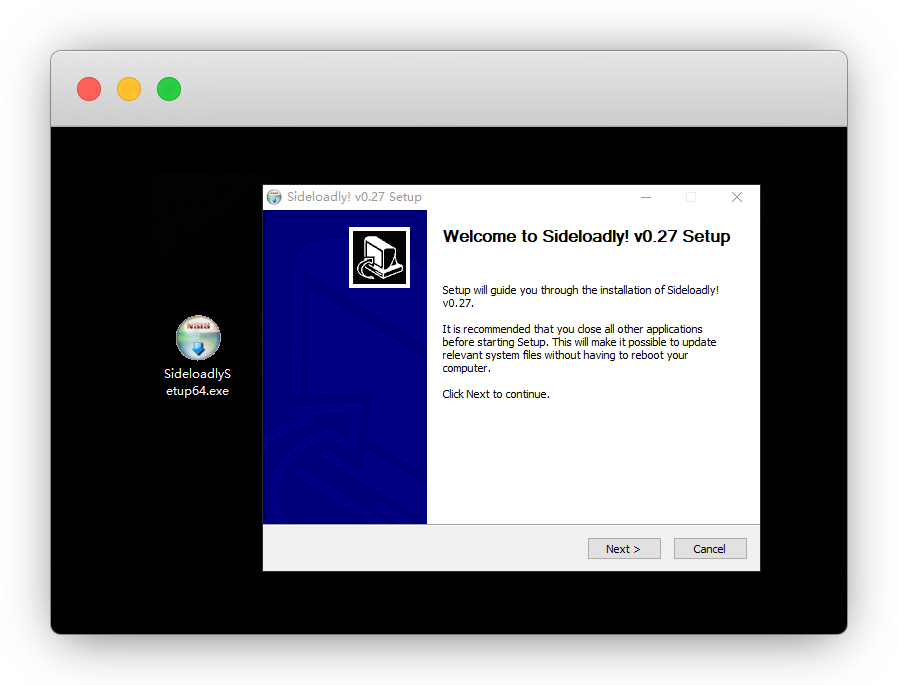 Sideloadly! v0.27 Setup
Welcome to Sideloadly! v0.27 Setup
Setup will guide you through the installation of Sideloadly!
v0.27.
It is recommended that you close all other applications
before starting Setup. This will make it possible to update
relevant system files without having to reboot your
computer.
Click Next to continue.
NSIS
SideloadlyS
etup64.exe
Next >
Cancel